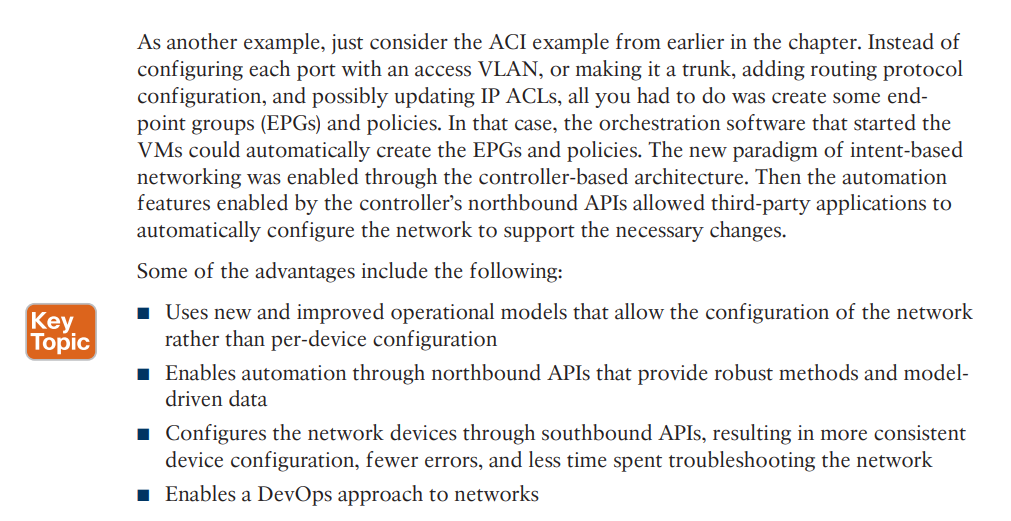 As another example, just consider the ACI example from earlier in the chapter. Instead of
configuring each port with an access VLAN, or making it a trunk, adding routing protocol
configuration, and possibly updating IP ACLs, all you had to do was create some end-
point groups (EPGs) and policies. In that case, the orchestration software that started the
VMs could automatically create the EPGs and policies. The new paradigm of intent-based
networking was enabled through the controller-based architecture. Then the automation
features enabled by the controller’s northbound APIs allowed third-party applications to
automatically configure the network to support the necessary changes.
Some of the advantages include the following:
Key
Topic
■ Uses new and improved operational models that allow the configuration of the network
rather than per-device configuration
■ Enables automation through northbound APIs that provide robust methods and model-
driven data
■ Configures the network devices through southbound APIs, resulting in more consistent
device configuration, fewer errors, and less time spent troubleshooting the network
■ Enables a DevOps approach to networks